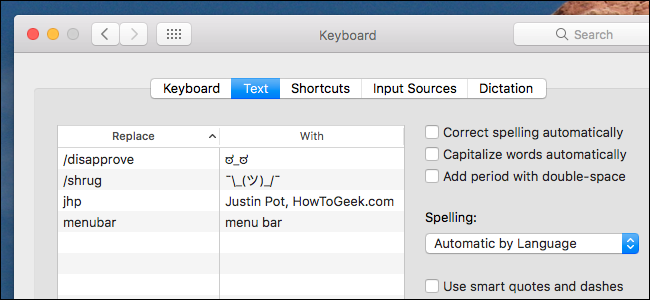 Keyboard
Search
Keyboard Text Shortcuts Input Sources Dictation
Replace With
/disapprove ಠ_ಠ
/shrug ¯\_(ツ)_/¯
jhp Justin Pot, HowToGeek.com
menubar menu bar
Correct spelling automatically
Capitalize words automatically
Add period with double-space
Spelling:
Automatic by Language
Use smart quotes and dashes